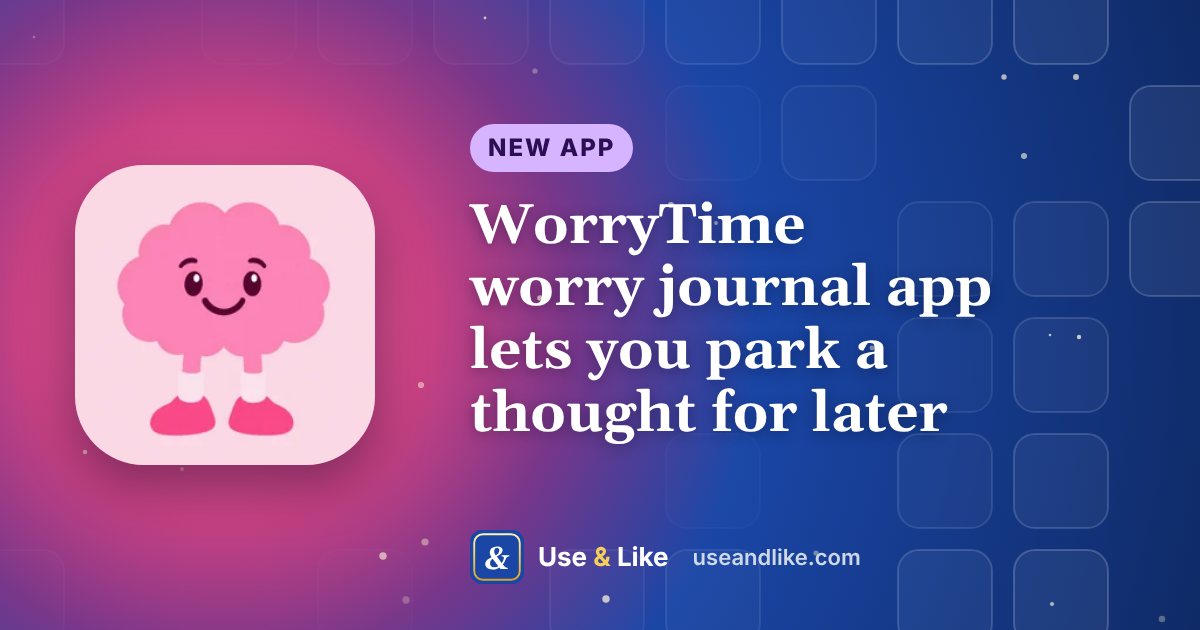 NEW APP
WorryTime
worry journal app
lets you park a
thought for later
& Use & Like useandlike.com